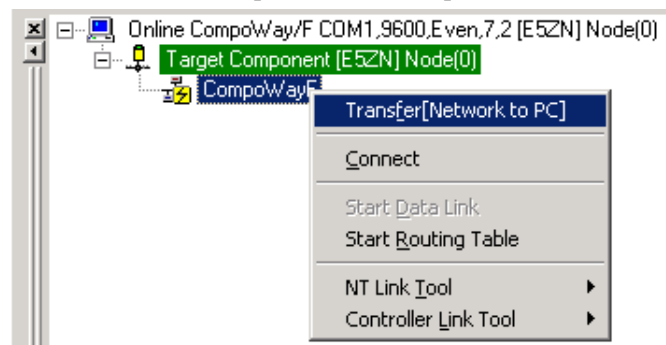 Online CompoWay/F COM1,9600,Even,7,2 [E5ZN] Node(0)
Target Component [E5ZN] Node(0)
CompoWayF
Transfer[Network to PC]
Connect
Start Data Link
Start Routing Table
NT Link Tool
Controller Link Tool